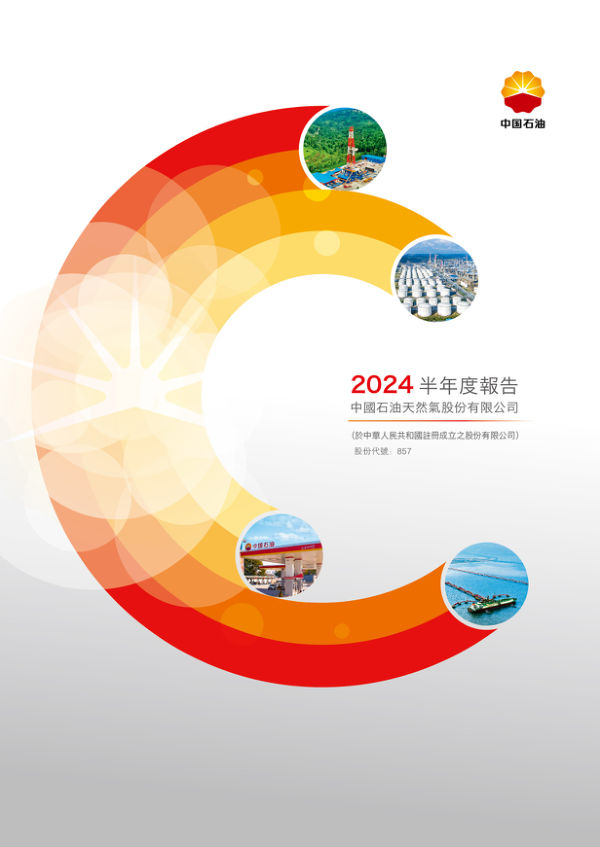 中国石油
2024 半年度報告
中國石油天然氣股份有限公司
(於中華人民共和國註冊成立之股份有限公司)
股份代號：857
中国石油